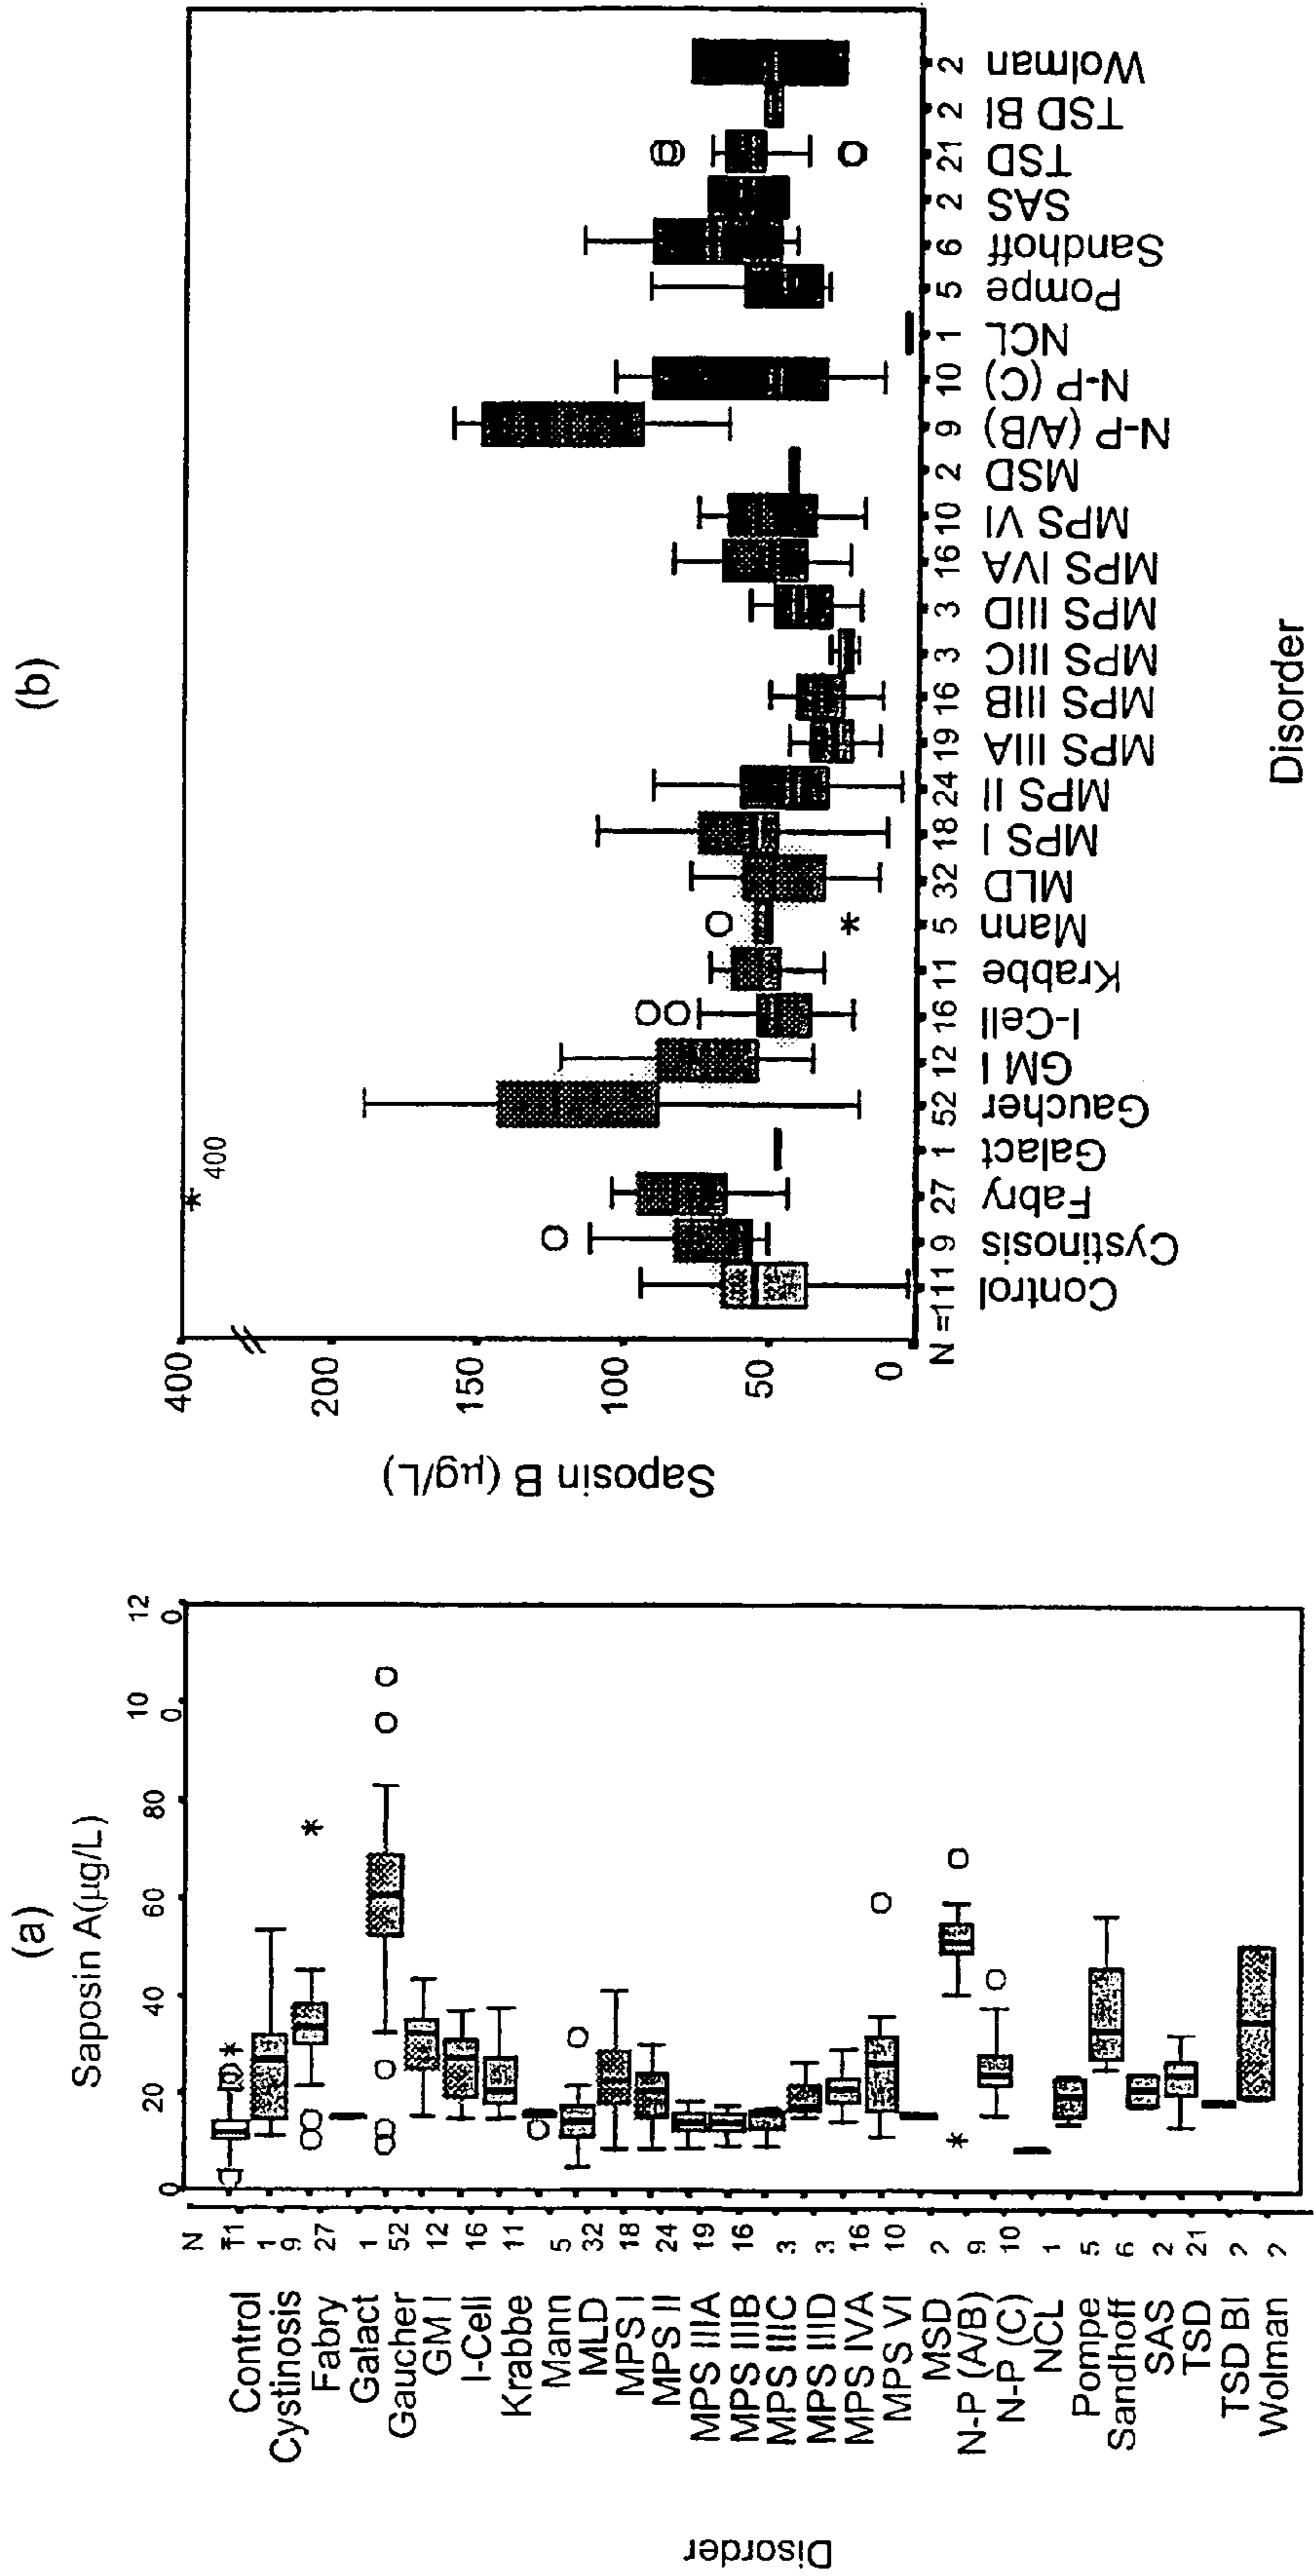 (a)
Saposin A(µg/L)
0 20 40 60 80 10 12
0 0
N
=11 Control
1
9 Cystinosis
27 Fabry
1 Galact
52 Gaucher
12 GM I
16 I-Cell
11 Krabbe
5 Mann
32 MLD
18 MPS I
24 MPS II
19 MPS IIIA
16 MPS IIIB
3 MPS IIIC
3 MPS IIID
16 MPS IVA
10 MPS VI
2 MSD
9 N-P (A/B)
10 N-P (C)
1 NCL
5 Pompe
6 Sandhoff
2 SAS
21 TSD
2 TSD BI
2 Wolman
Disorder
(b)
Saposin B (µg/L)
400
200
150
100
50
0
* 400
N =111 9 27 1 52 12 16 11 5 32 18 24 19 16 3 3 16 10 2 9 10 1 5 6 2 21 2 2
Control
Cystinosis
Fabry
Galact
Gaucher
GM I
I-Cell
Krabbe
Mann
MLD
MPS I
MPS II
MPS IIIA
MPS IIIB
MPS IIIC
MPS IIID
MPS IVA
MPS VI
MSD
N-P (A/B)
N-P (C)
NCL
Pompe
Sandhoff
SAS
TSD
TSD BI
Wolman
Disorder